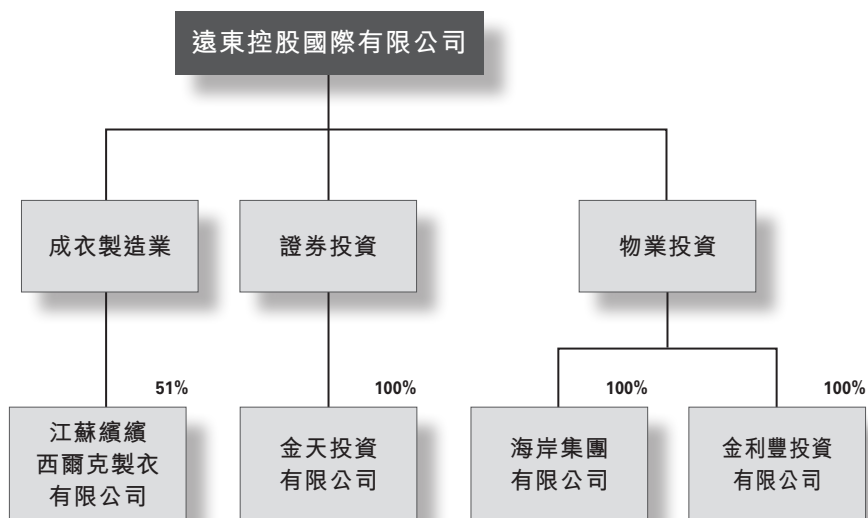 遠東控股國際有限公司
成衣製造業
證券投資
物業投資
51%
100%
100%
100%
江蘇繽繽
西爾克製衣
有限公司
金天投資
有限公司
海岸集團
有限公司
金利豐投資
有限公司